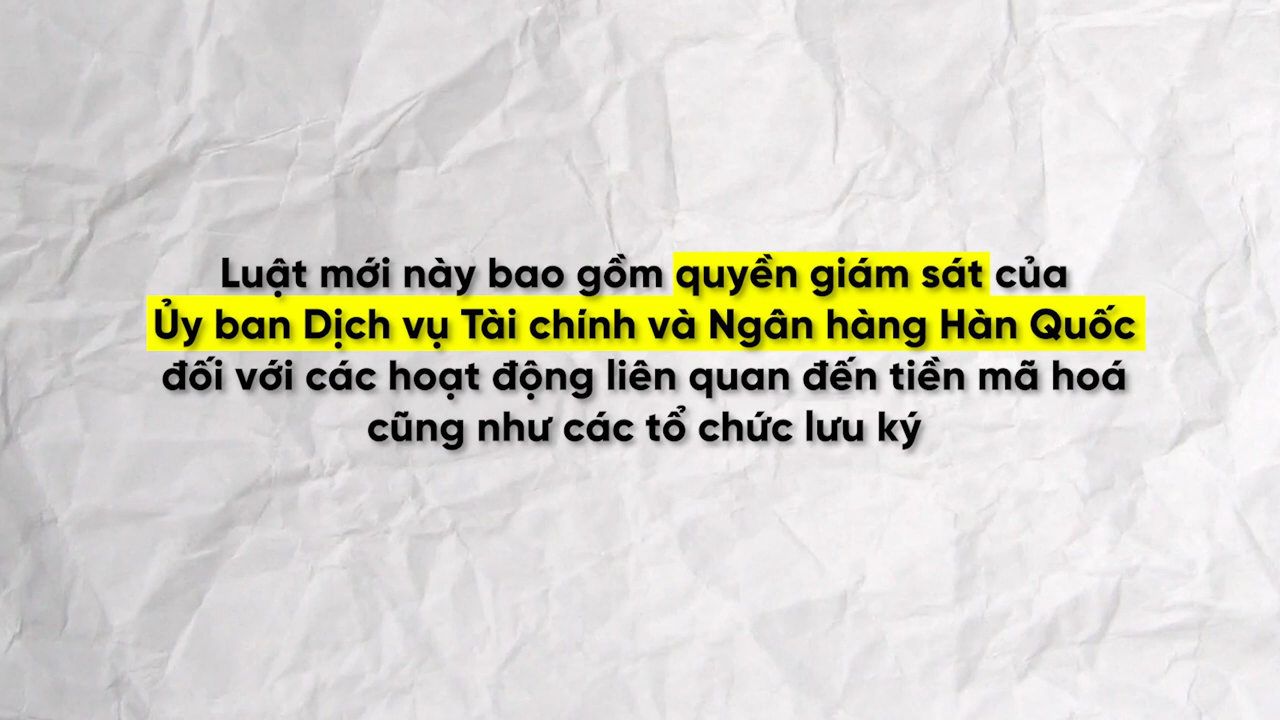 Luật mới này bao gồm quyền giám sát của
Ủy ban Dịch vụ Tài chính và Ngân hàng Hàn Quốc
đối với các hoạt động liên quan đến tiền mã hoá
cũng như các tổ chức lưu ký